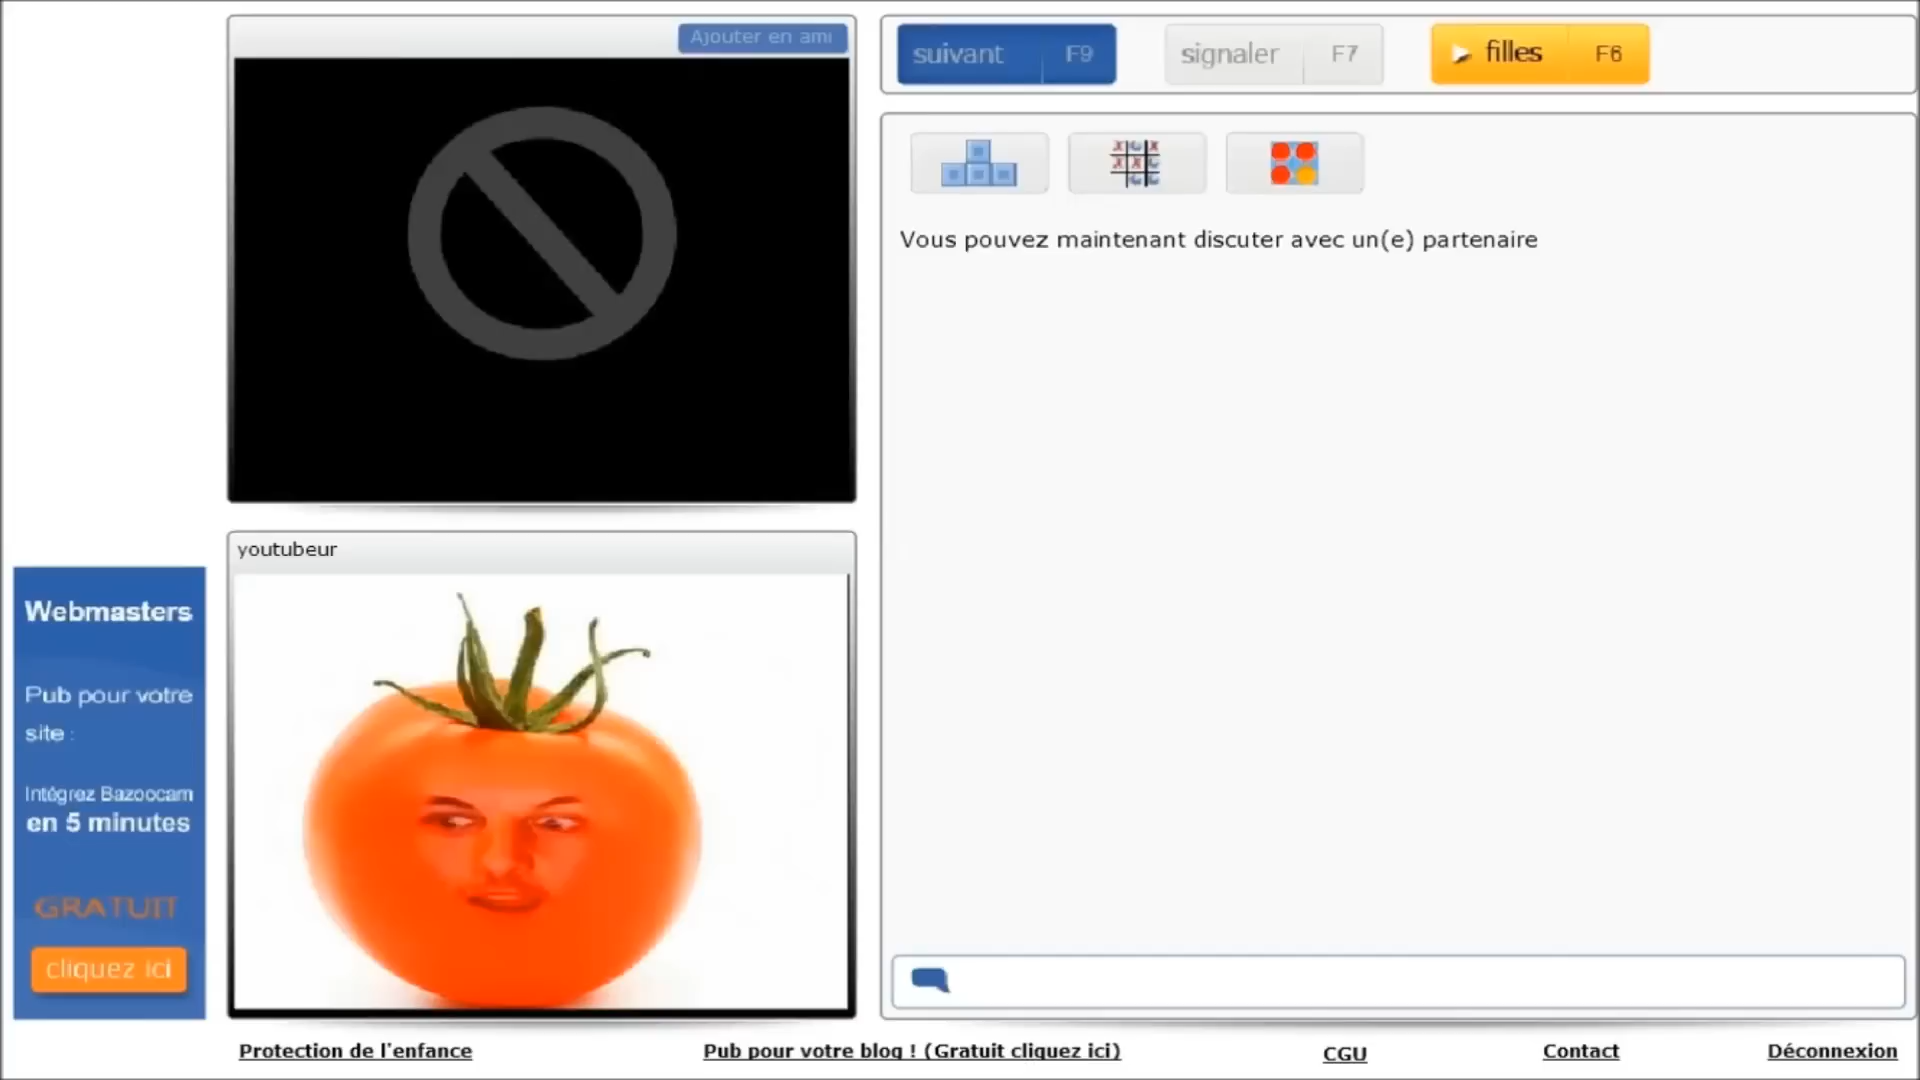 Ajouter en ami
suivant F9
signaler F7
filles F6
Vous pouvez maintenant discuter avec un(e) partenaire
youtubeur
Webmasters
Pub pour votre
site :
Intégrez Bazoocam
en 5 minutes
GRATUIT
cliquez ici
Protection de l'enfance
Pub pour votre blog ! (Gratuit cliquez ici)
CGU
Contact
Déconnexion